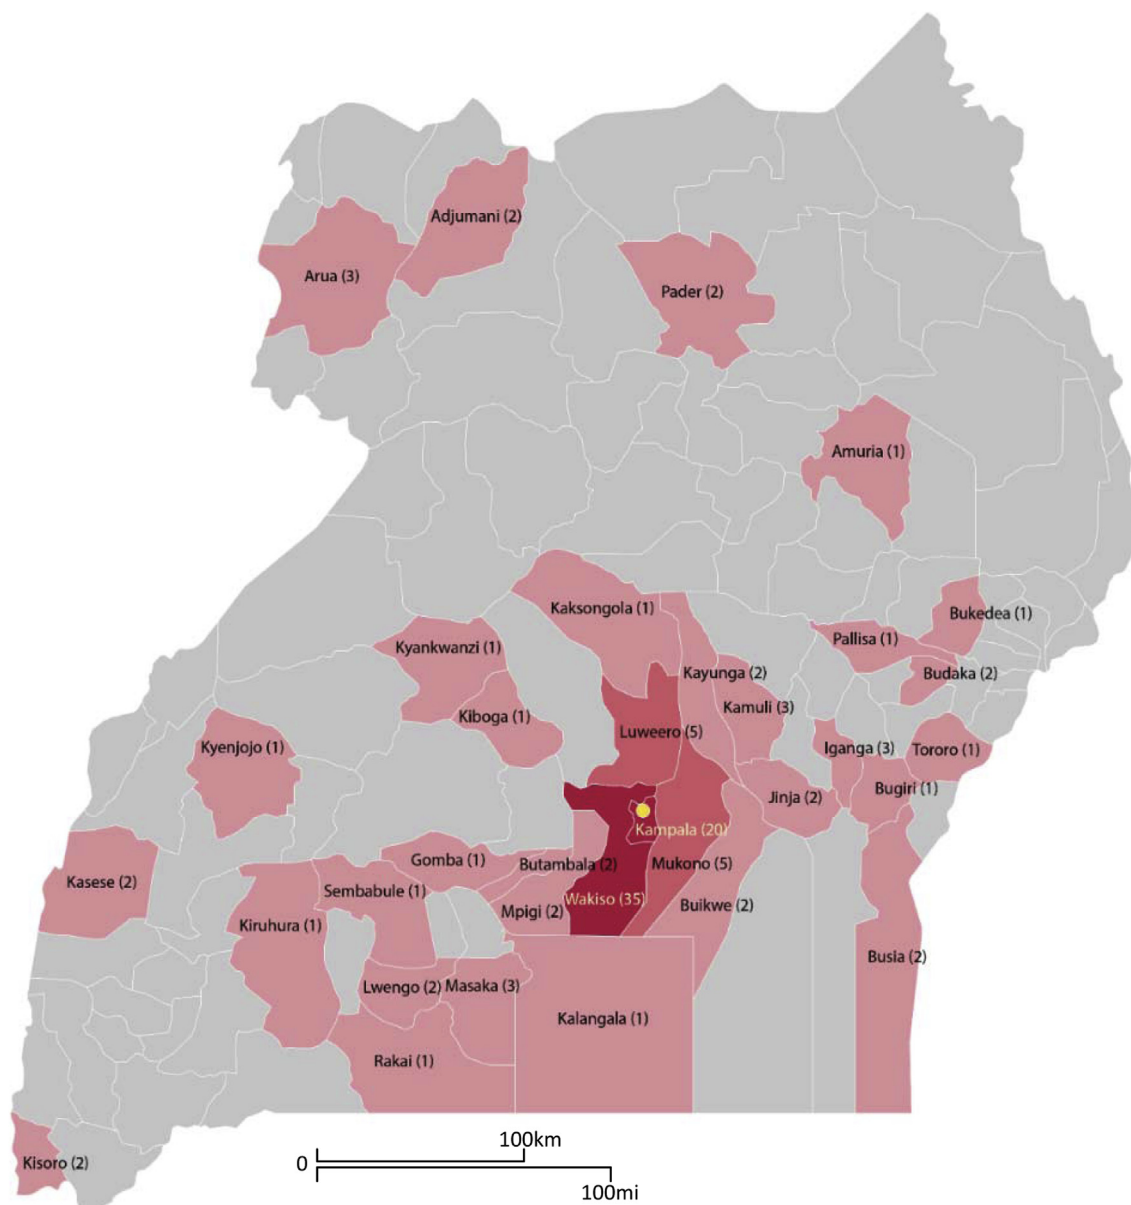 Adjumani (2)
Arua (3)
Pader (2)
Amuria (1)
Kaksongola (1)
Bukedea (1)
Pallisa (1)
Kyankwanzi (1)
Kayunga (2)
Budaka (2)
Kamuli (3)
Kiboga (1)
Luweero (5)
Kyenjojo (1)
Iganga (3)
Tororo (1)
Jinja (2)
Bugiri (1)
Kampala (20)
Gomba (1)
Butambala (2)
Mukono (5)
Kasese (2)
Sembabule (1)
Wakiso (35)
Mpigi (2)
Buikwe (2)
Kiruhura (1)
Busia (2)
Lwengo (2)
Masaka (3)
Kalangala (1)
Rakai (1)
Kisoro (2)
100km
0
100mi